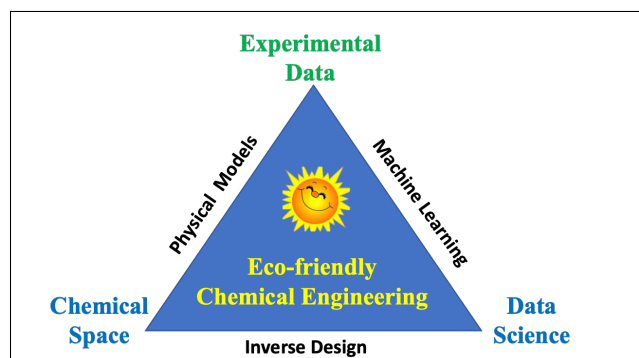 Experimental
Data
Physical Models
Machine Learning
Eco-friendly
Chemical Engineering
Chemical
Space
Data
Science
Inverse Design